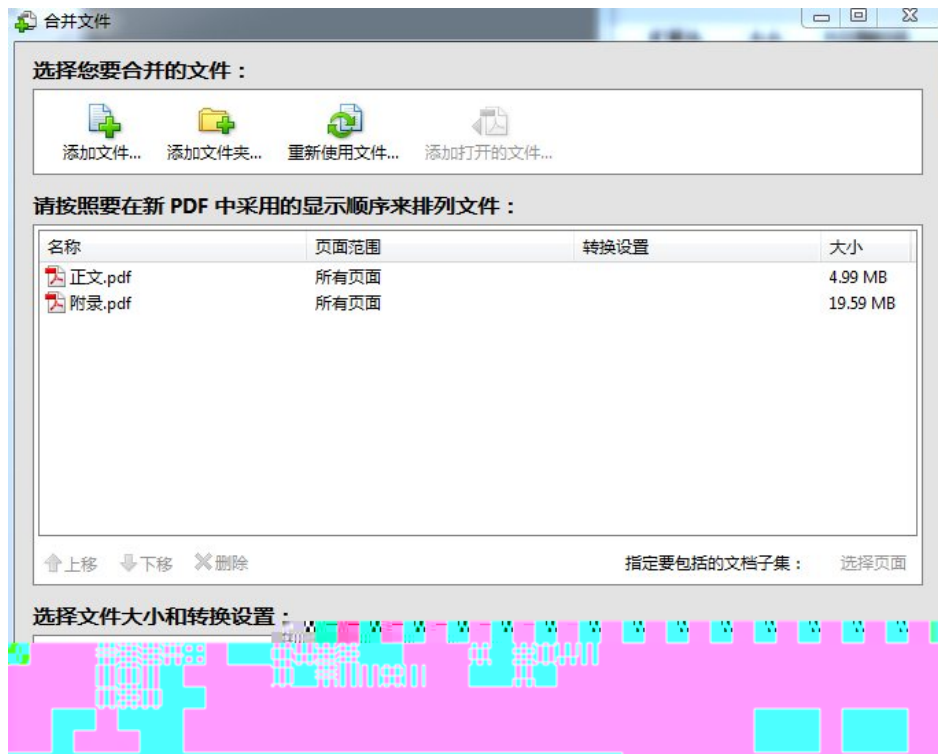 合并文件
选择您要合并的文件：
添加文件... 添加文件夹... 重新使用文件... 添加打开的文件...
请按照要在新 PDF 中采用的显示顺序来排列文件：
名称 页面范围 转换设置 大小
正文.pdf 所有页面 4.99 MB
附录.pdf 所有页面 19.59 MB
上移 下移 删除 指定要包括的文档子集： 选择页面
选择文件大小和转换设置：